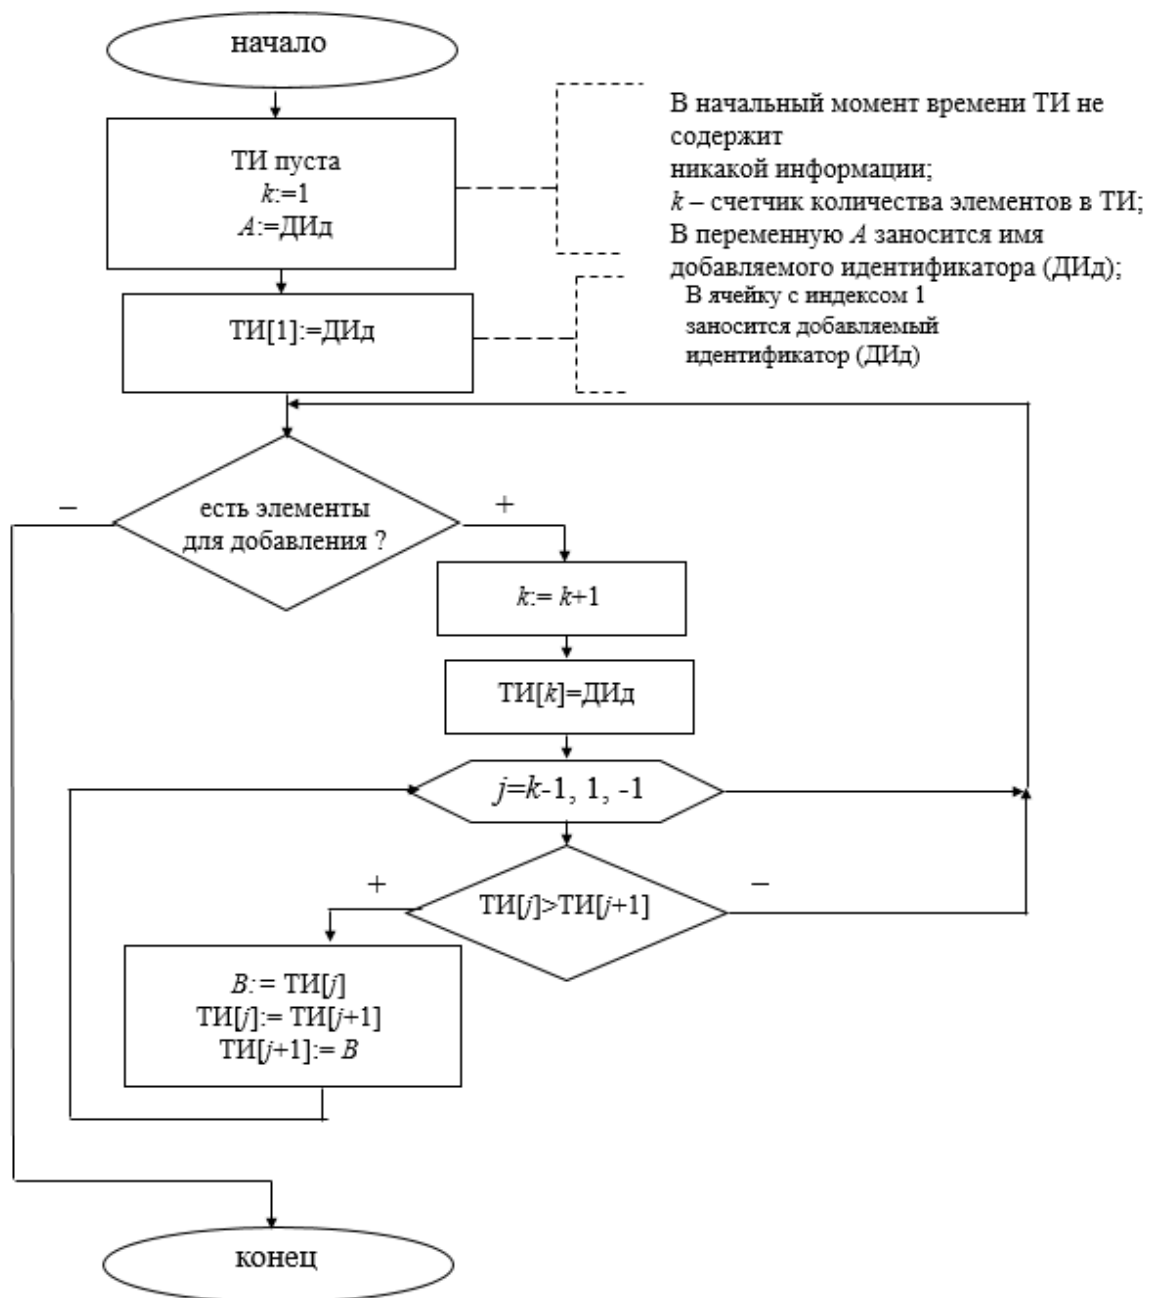 начало
ТИ пуста
k:=1
A:=ДИд
В начальный момент времени ТИ не
содержит
никакой информации;
k – счетчик количества элементов в ТИ;
В переменную A заносится имя
добавляемого идентификатора (ДИд);
ТИ[1]:=ДИд
В ячейку с индексом 1
заносится добавляемый
идентификатор (ДИд)
–
+
есть элементы
для добавления ?
k:= k+1
ТИ[k]=ДИд
j=k-1, 1, -1
+
–
ТИ[j]>ТИ[j+1]
B:= ТИ[j]
ТИ[j]:= ТИ[j+1]
ТИ[j+1]:= B
конец